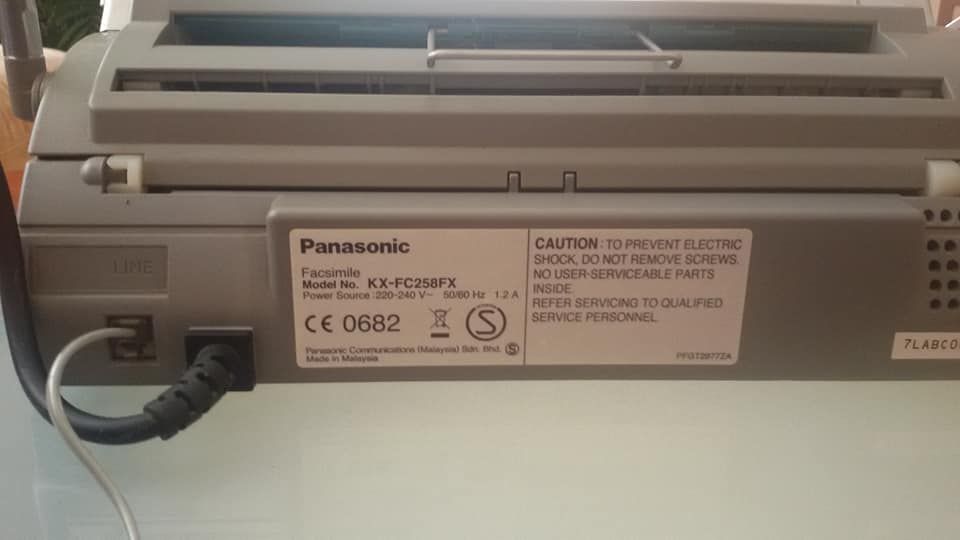 LINE
Panasonic
Facsimile
Model No. KX-FC258FX
Power Source :220-240 V~ 50/60 Hz 1.2 A
CE 0682 S
Panasonic Communications (Malaysia) Sdn. Bhd. S
Made in Malaysia
CAUTION : TO PREVENT ELECTRIC
SHOCK, DO NOT REMOVE SCREWS.
NO USER-SERVICEABLE PARTS
INSIDE.
REFER SERVICING TO QUALIFIED
SERVICE PERSONNEL.
PFGT2977ZA
7LABC0